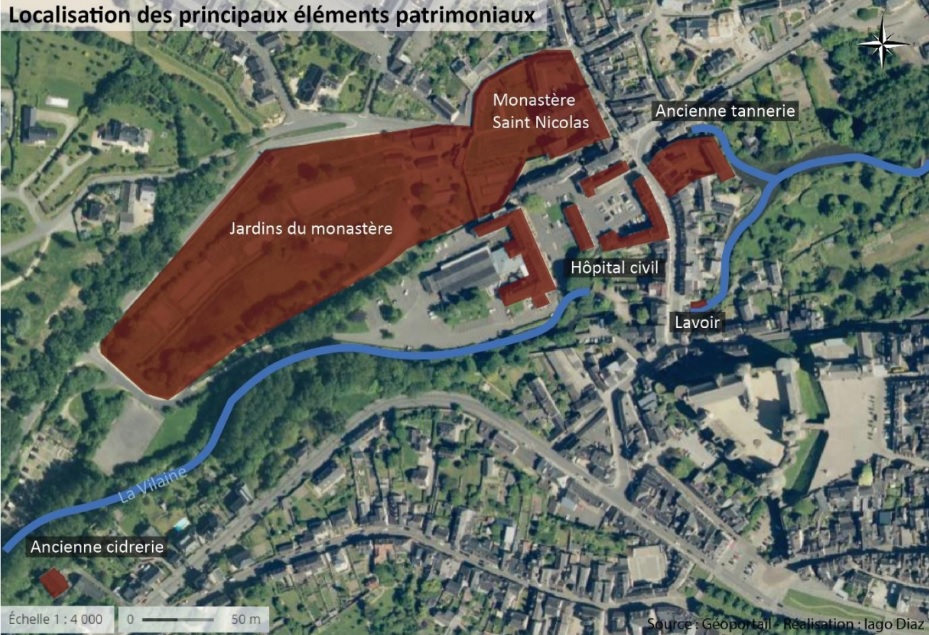 Localisation des principaux éléments patrimoniaux
Monastère
Saint Nicolas
Ancienne tannerie
Jardins du monastère
Hôpital civil
Lavoir
La Vilaine
Ancienne cidrerie
Échelle 1 : 4 000 0 50 m
Source : Géoportail - Réalisation : Iago Diaz